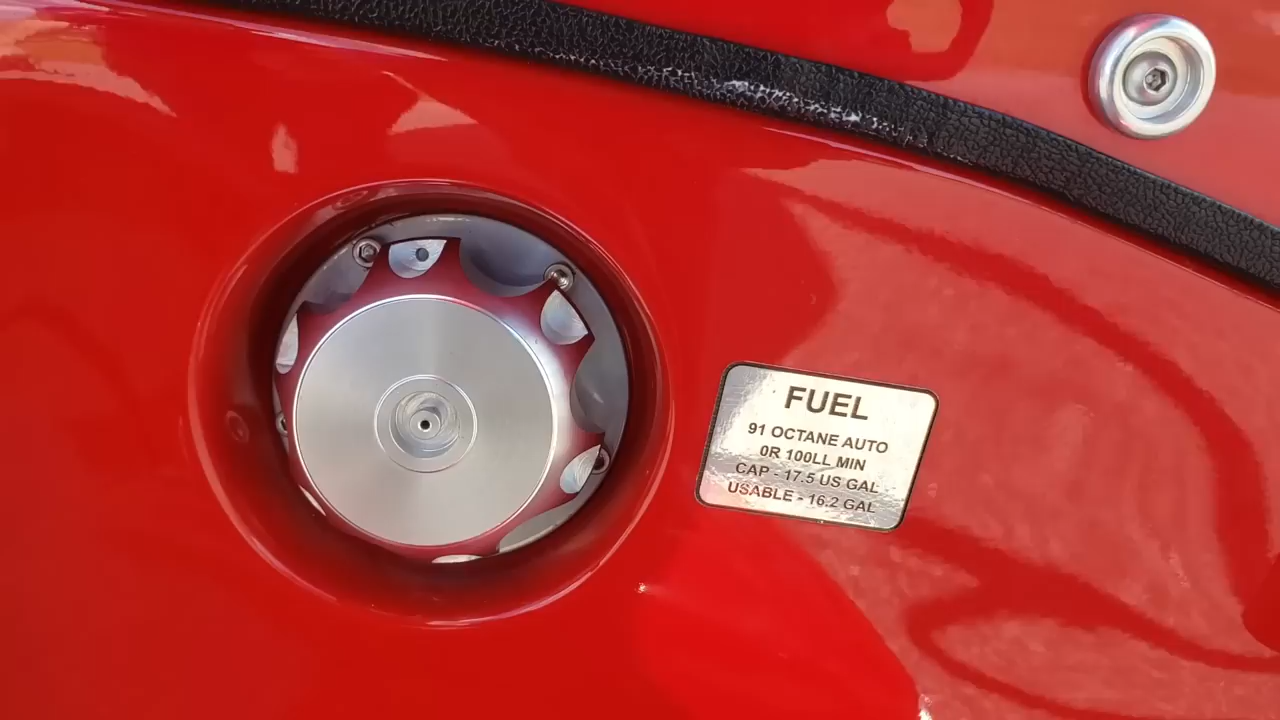 FUEL
91 OCTANE AUTO
0R 100LL MIN
CAP - 17.5 US GAL
USABLE - 16.2 GAL